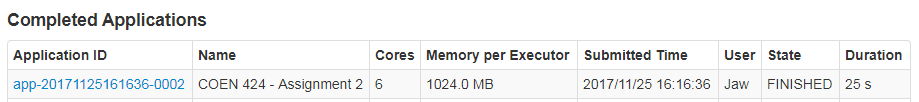 Completed Applications
Application ID Name Cores Memory per Executor Submitted Time User State Duration
app-20171125161636-0002 COEN 424 - Assignment 2 6 1024.0 MB 2017/11/25 16:16:36 Jaw FINISHED 25 s